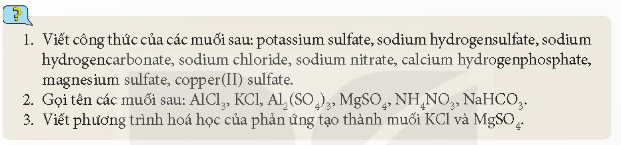 ?
1. Viết công thức của các muối sau: potassium sulfate, sodium hydrogensulfate, sodium
hydrogencarbonate, sodium chloride, sodium nitrate, calcium hydrogenphosphate,
magnesium sulfate, copper(II) sulfate.
2. Gọi tên các muối sau: AlCl₃, KCl, Al₂(SO₄)₃, MgSO₄, NH₄NO₃, NaHCO₃.
3. Viết phương trình hoá học của phản ứng tạo thành muối KCl và MgSO₄.